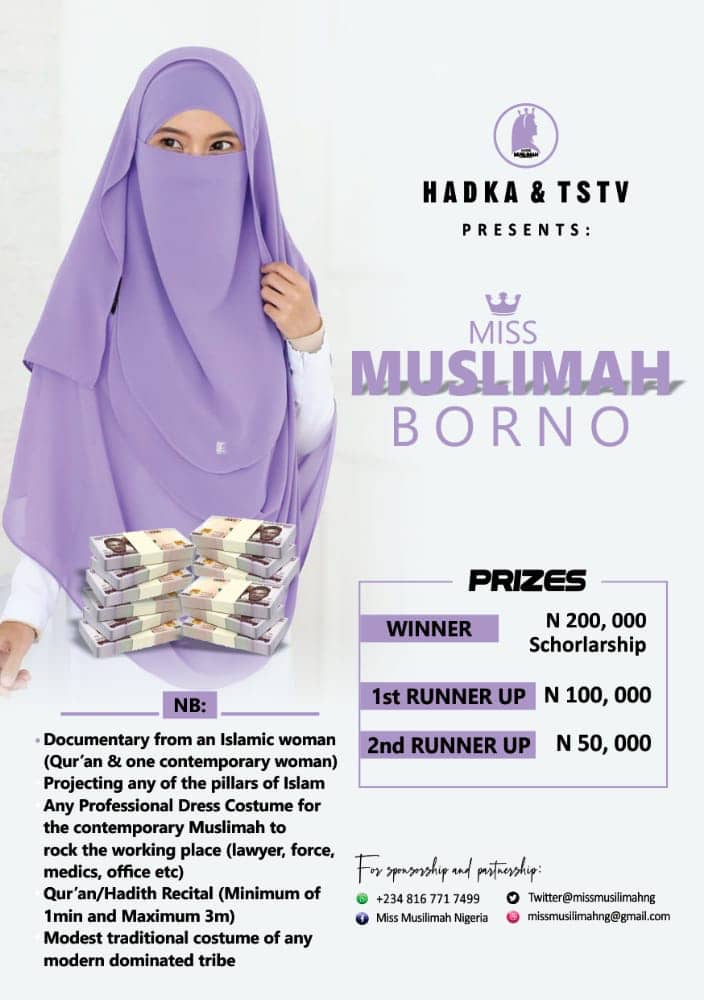 MUSLIMAH
HADKA & TSTV
PRESENTS:
MISS
MUSLIMAH
BORNO
PRIZES
WINNER N 200, 000
Schorlarship
1st RUNNER UP N 100, 000
2nd RUNNER UP N 50, 000
NB:
Documentary from an Islamic woman
(Qur'an & one contemporary woman)
Projecting any of the pillars of Islam
Any Professional Dress Costume for
the contemporary Muslimah to
rock the working place (lawyer, force,
medics, office etc)
Qur'an/Hadith Recital (Minimum of
1min and Maximum 3m)
Modest traditional costume of any
modern dominated tribe
For sponsorship and partnership:
+234 816 771 7499 Twitter@missmusilimahng
Miss Musilimah Nigeria missmusilimahng@gmail.com